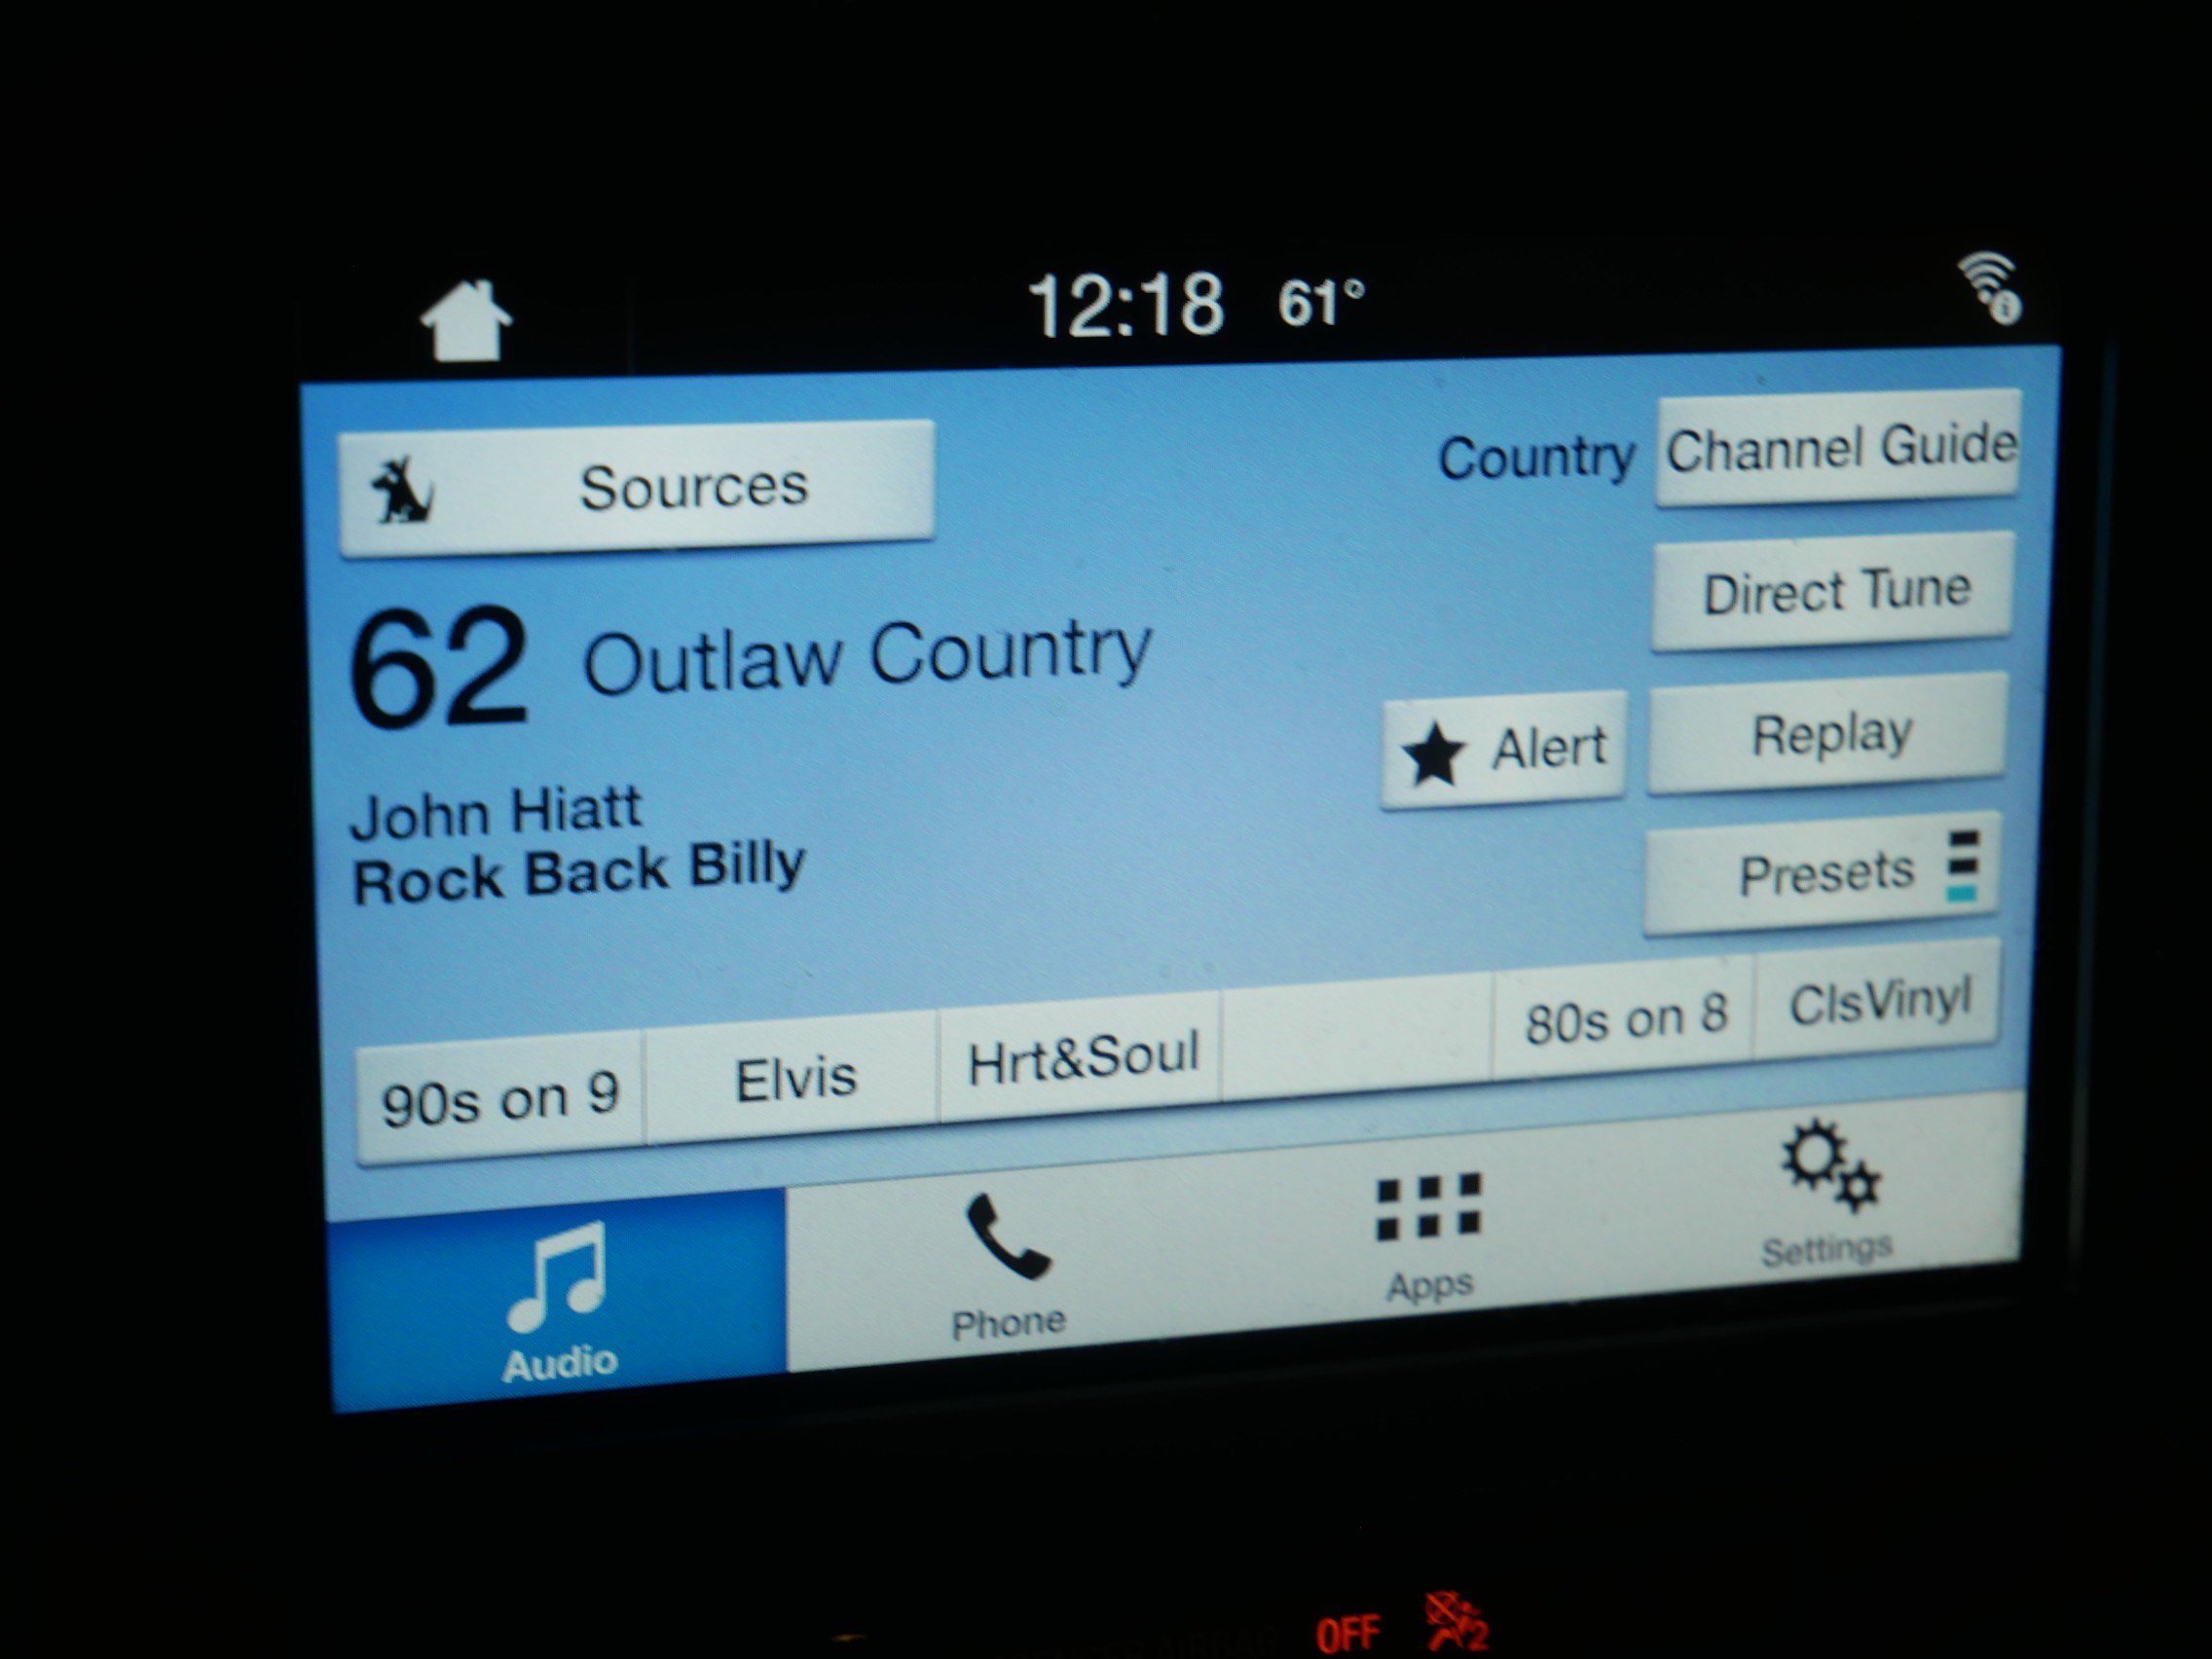 12:18 61°
Sources
Country
Channel Guide
62 Outlaw Country
Direct Tune
Alert
Replay
John Hiatt
Rock Back Billy
Presets
90s on 9
Elvis
Hrt&Soul
80s on 8
ClsVinyl
Audio
Phone
Apps
Settings
OFF
2